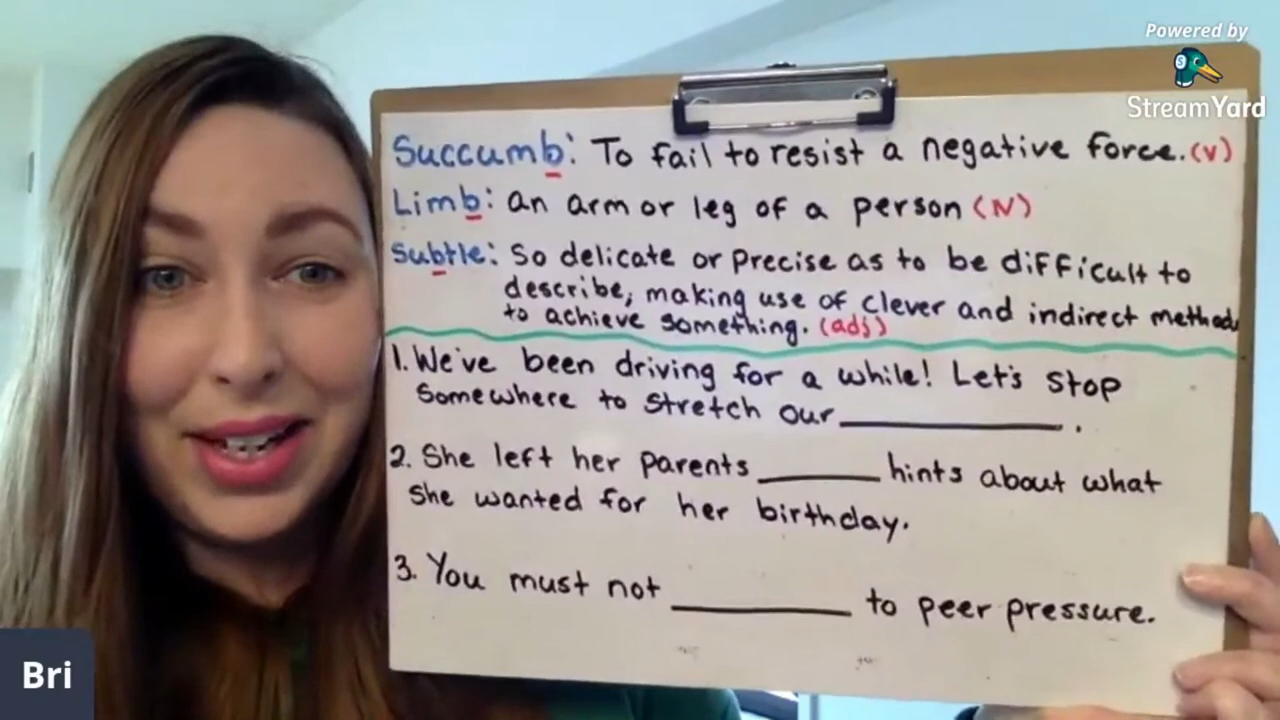 Powered by
StreamYard
Succumb: To fail to resist a negative force. (V)
Limb: an arm or leg of a person (N)
Subtle: So delicate or precise as to be difficult to
describe, making use of clever and indirect methods
to achieve something. (adj)
1. We've been driving for a while! Let's stop
somewhere to stretch our __________.
2. She left her parents ______ hints about what
she wanted for her birthday.
3. You must not ________ to peer pressure.
Bri